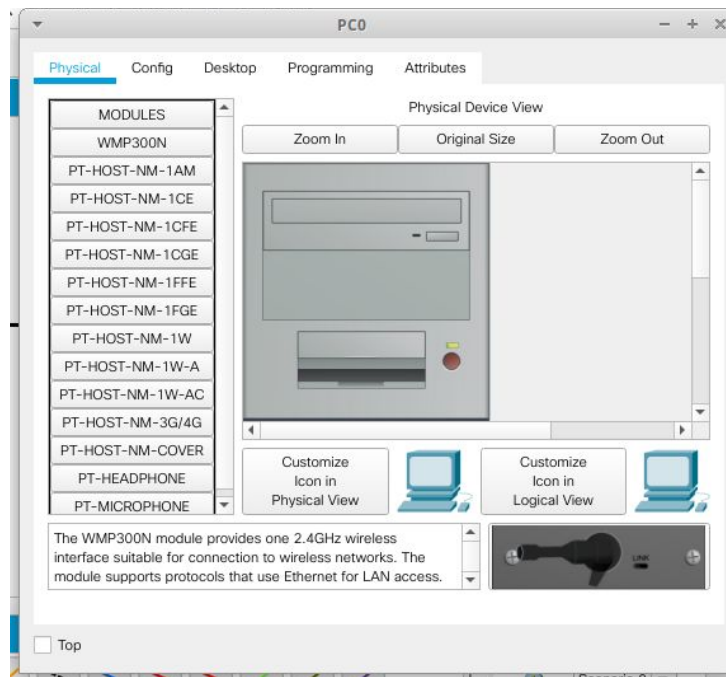 PC0
Physical
Config
Desktop
Programming
Attributes
MODULES
WMP300N
PT-HOST-NM-1AM
PT-HOST-NM-1CE
PT-HOST-NM-1CFE
PT-HOST-NM-1CGE
PT-HOST-NM-1FFE
PT-HOST-NM-1FGE
PT-HOST-NM-1W
PT-HOST-NM-1W-A
PT-HOST-NM-1W-AC
PT-HOST-NM-3G/4G
PT-HOST-NM-COVER
PT-HEADPHONE
PT-MICROPHONE
Physical Device View
Zoom In
Original Size
Zoom Out
Customize
Icon in
Physical View
Customize
Icon in
Logical View
The WMP300N module provides one 2.4GHz wireless
interface suitable for connection to wireless networks. The
module supports protocols that use Ethernet for LAN access.
LINK
Top